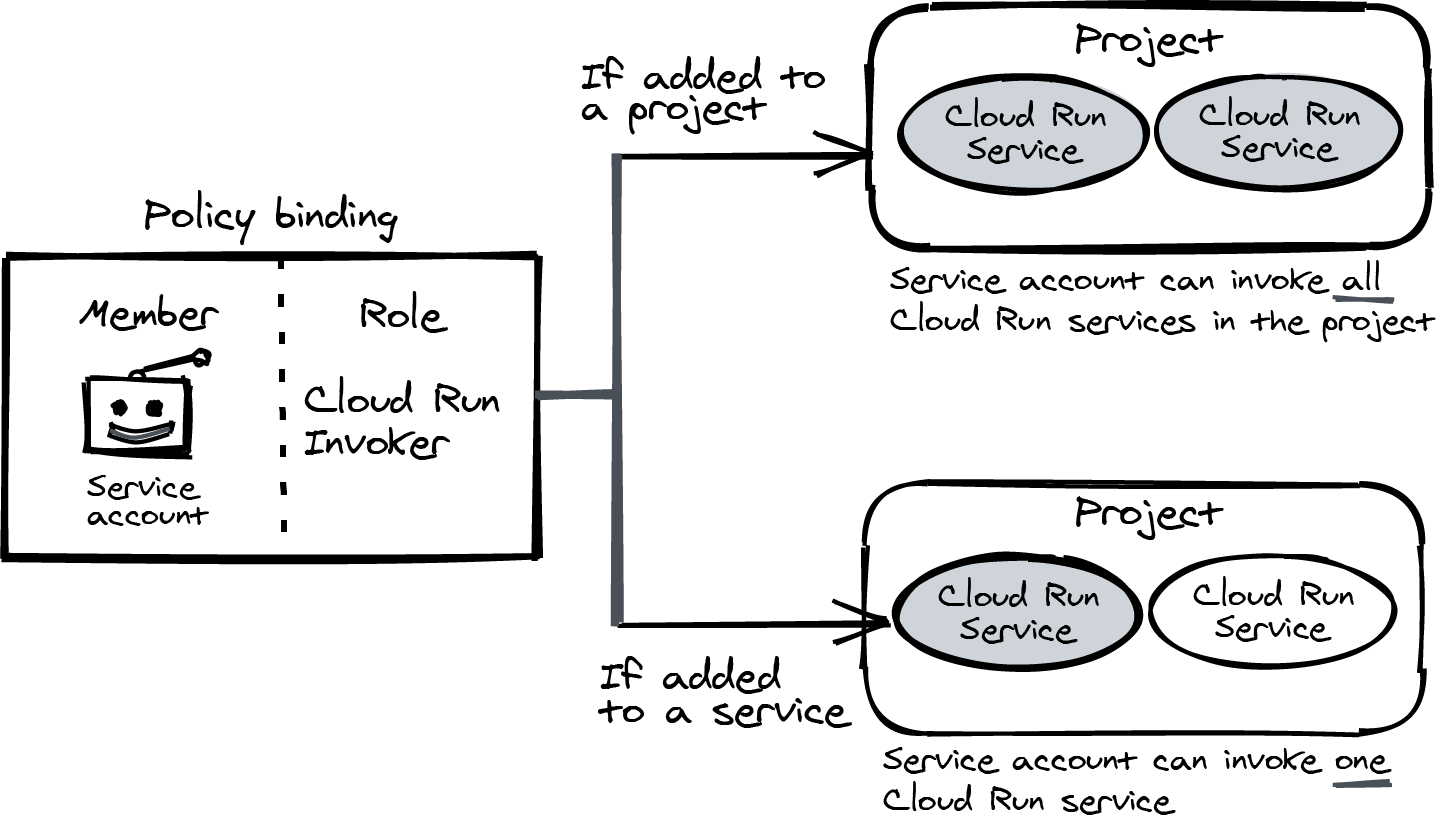 Policy binding
Member
Service
account
Role
Cloud Run
Invoker
If added to
a project
Project
Cloud Run
Service
Cloud Run
Service
Service account can invoke all
Cloud Run services in the project
If added
to a service
Project
Cloud Run
Service
Cloud Run
Service
Service account can invoke one
Cloud Run service